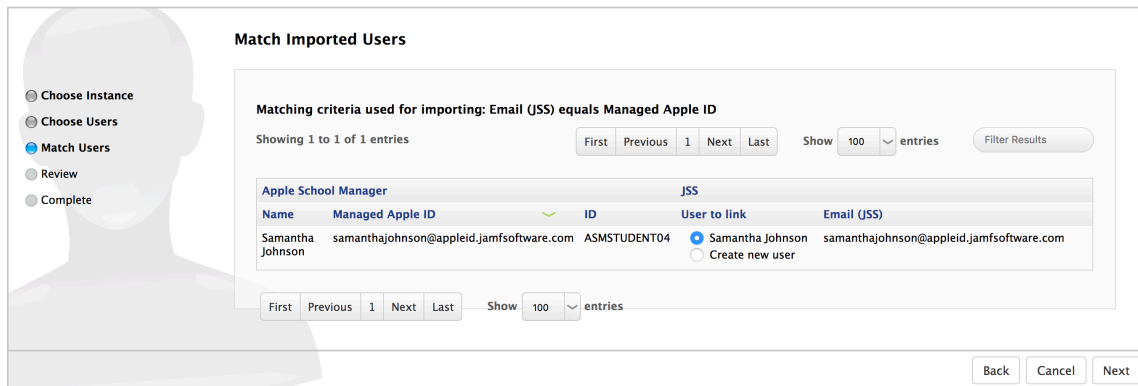 Match Imported Users
Choose Instance
Choose Users
Match Users
Review
Complete
Matching criteria used for importing: Email (JSS) equals Managed Apple ID
Showing 1 to 1 of 1 entries
First Previous 1 Next Last
Show 100 entries
Filter Results
Apple School Manager JSS
Name Managed Apple ID ID User to link Email (JSS)
Samantha Johnson samanthajohnson@appleid.jamfsoftware.com ASMSTUDENT04 Samantha Johnson samanthajohnson@appleid.jamfsoftware.com
Create new user
First Previous 1 Next Last Show 100 entries
Back Cancel Next